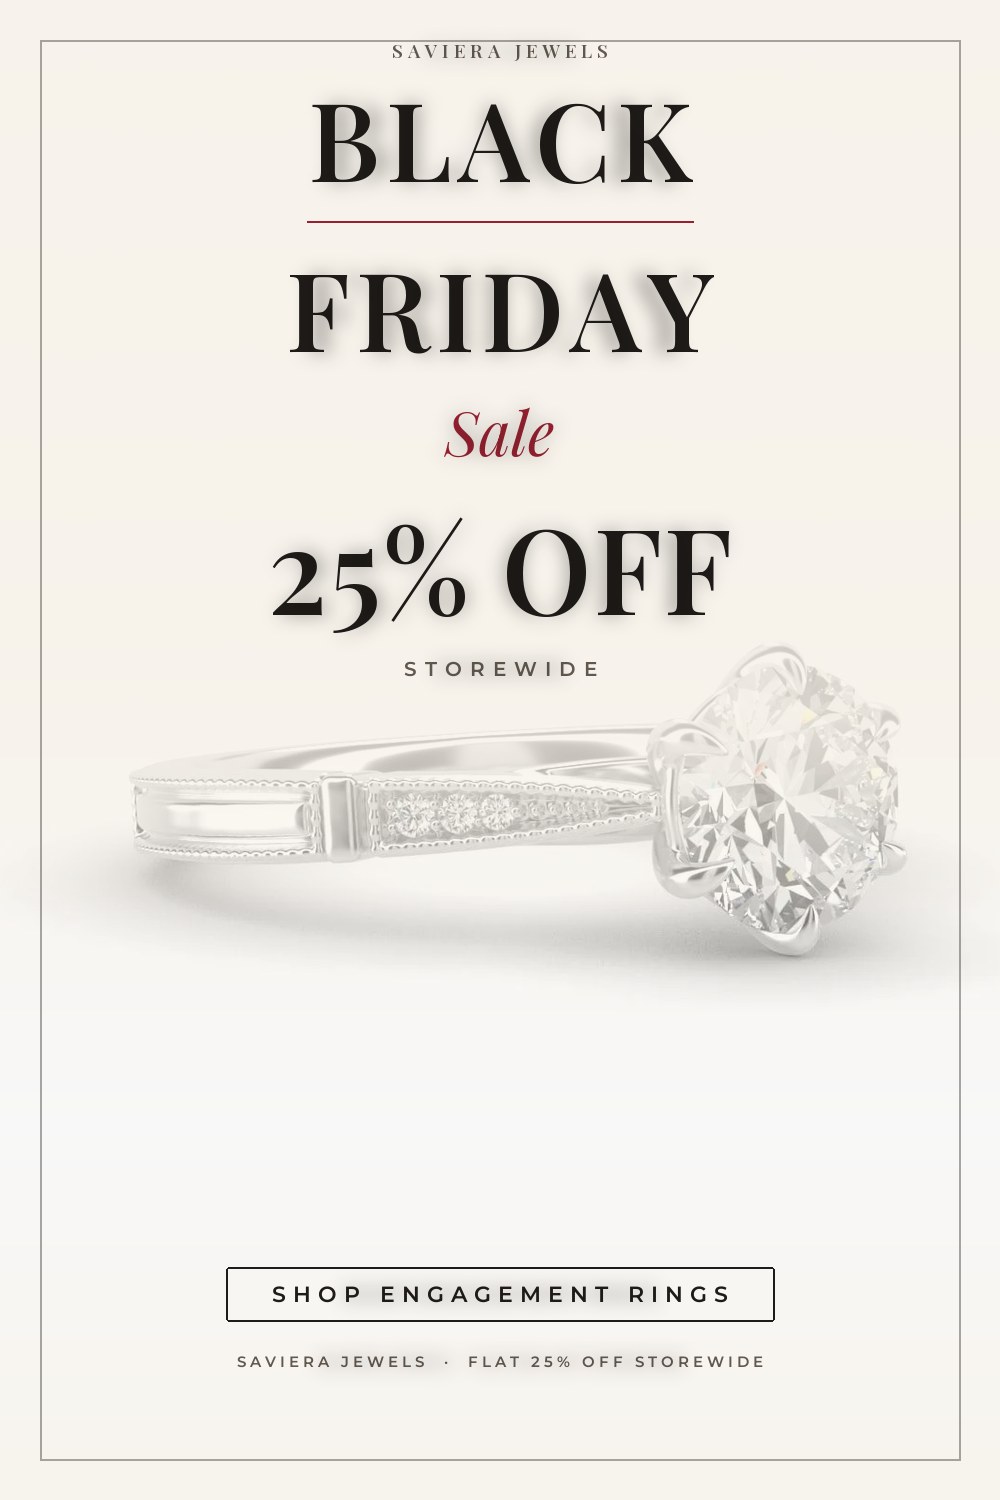 SAVIERA JEWELS
BLACK
FRIDAY
Sale
25% OFF
STOREWIDE
SHOP ENGAGEMENT RINGS
SAVIERA JEWELS · FLAT 25% OFF STOREWIDE